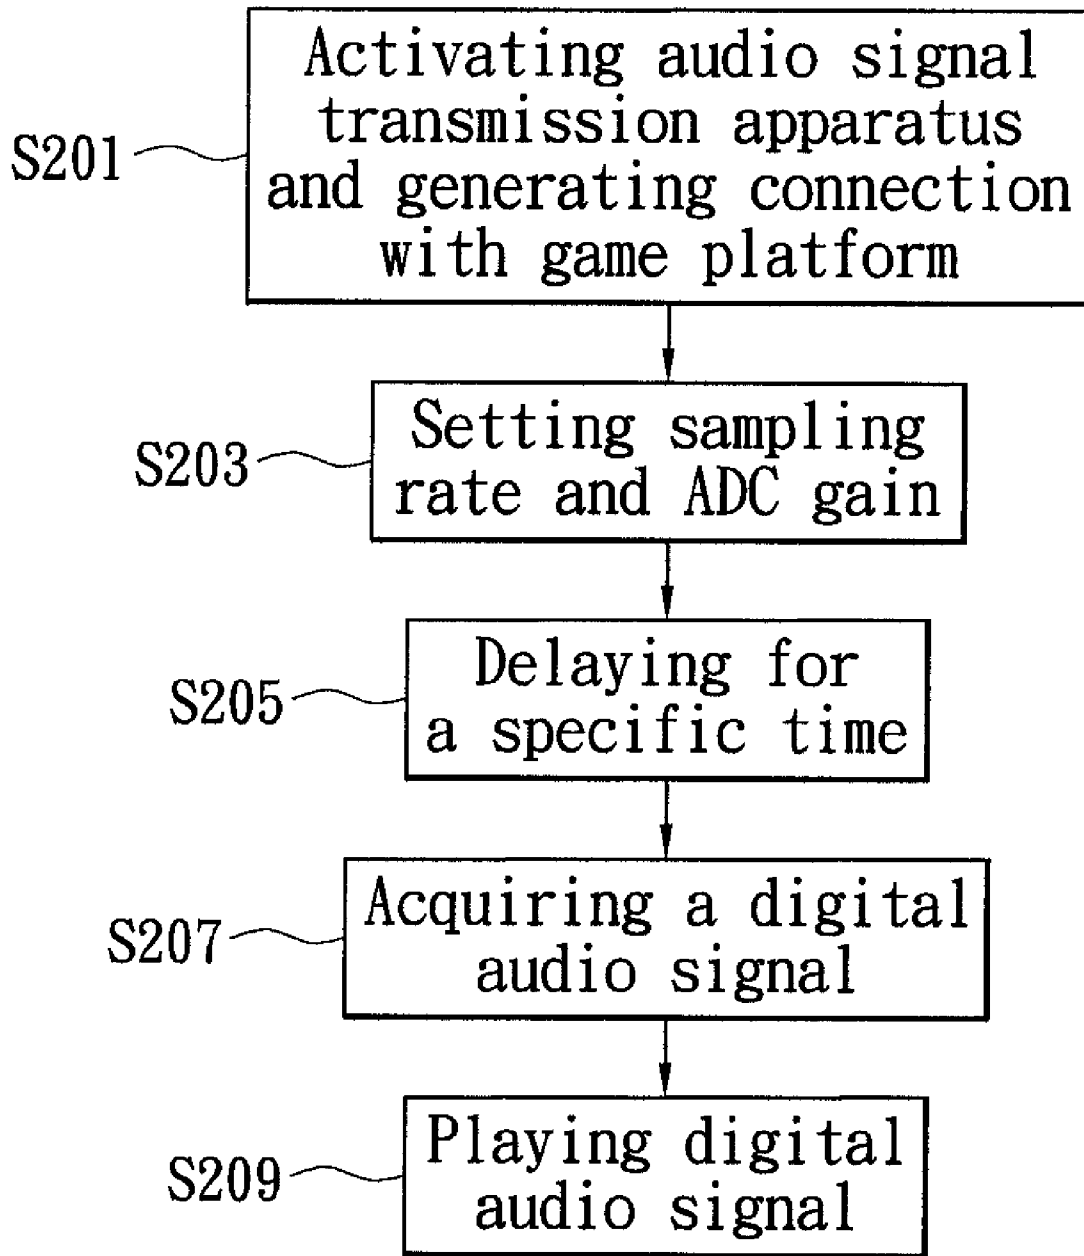 Activating audio signal
transmission apparatus
S201
and generating connection
with game platform
Setting sampling
S203
rate and ADC gain
Delaying for
S205
a specific time
Acquiring a digital
S207
audio signal
Playing digital
S209
audio signal